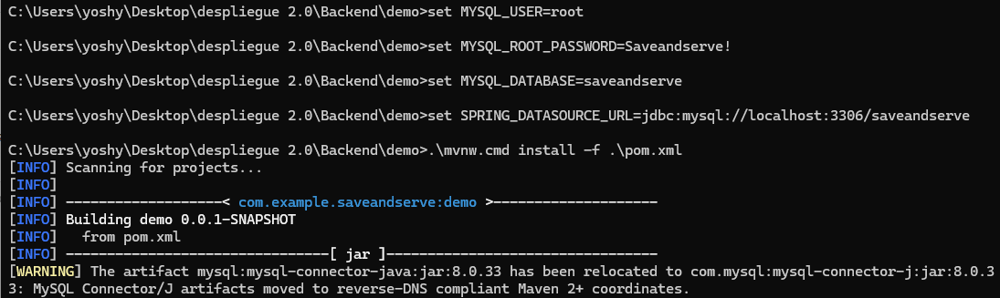 C:\Users\yoshy\Desktop\despliegue 2.0\Backend\demo>set MYSQL_USER=root
C:\Users\yoshy\Desktop\despliegue 2.0\Backend\demo>set MYSQL_ROOT_PASSWORD=Saveandserve!
C:\Users\yoshy\Desktop\despliegue 2.0\Backend\demo>set MYSQL_DATABASE=saveandserve
C:\Users\yoshy\Desktop\despliegue 2.0\Backend\demo>set SPRING_DATASOURCE_URL=jdbc:mysql://localhost:3306/saveandserve
C:\Users\yoshy\Desktop\despliegue 2.0\Backend\demo>.\mvnw.cmd install -f .\pom.xml
[INFO] Scanning for projects...
[INFO]
[INFO] -------------------< com.example.saveandserve:demo >--------------------
[INFO] Building demo 0.0.1-SNAPSHOT
[INFO]   from pom.xml
[INFO] --------------------------------[ jar ]---------------------------------
[WARNING] The artifact mysql:mysql-connector-java:jar:8.0.33 has been relocated to com.mysql:mysql-connector-j:jar:8.0.3
3: MySQL Connector/J artifacts moved to reverse-DNS compliant Maven 2+ coordinates.